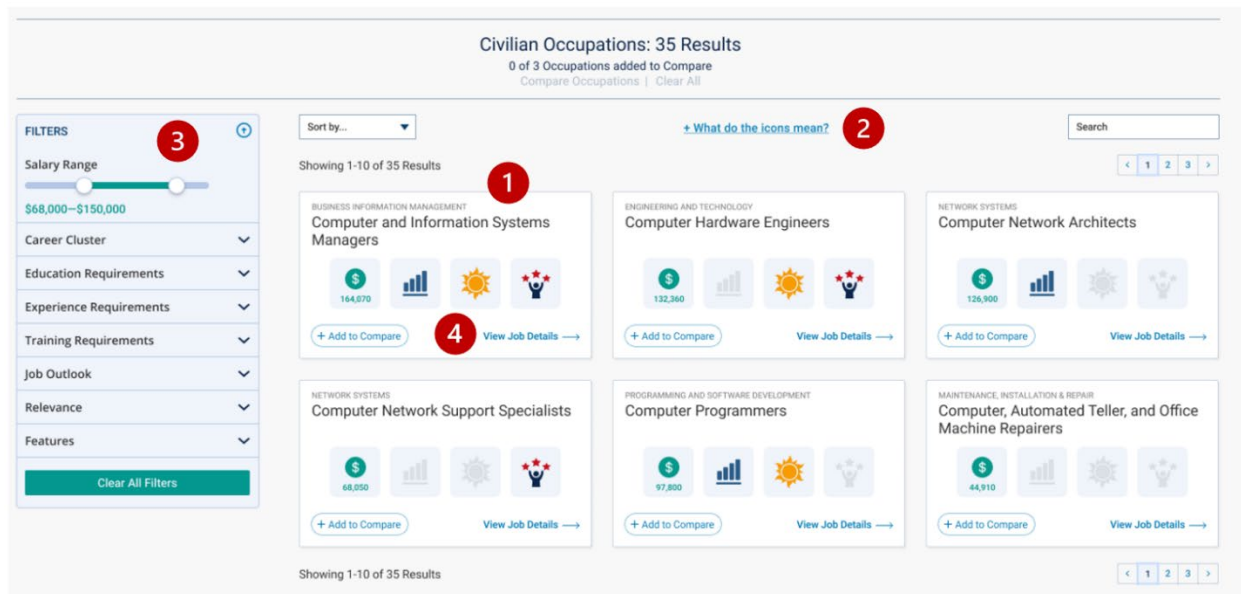 Civilian Occupations: 35 Results
0 of 3 Occupations added to Compare
Compare Occupations | Clear All
FILTERS
3
Salary Range
$68,000—$150,000
Career Cluster
Education Requirements
Experience Requirements
Training Requirements
Job Outlook
Relevance
Features
Clear All Filters
Sort by...
+ What do the icons mean?
2
Search
Showing 1-10 of 35 Results
< 1 2 3 >
1
BUSINESS INFORMATION MANAGEMENT
Computer and Information Systems
Managers
$
164,070
+ Add to Compare
4
View Job Details →
ENGINEERING AND TECHNOLOGY
Computer Hardware Engineers
$
132,360
+ Add to Compare
View Job Details →
NETWORK SYSTEMS
Computer Network Architects
$
126,900
+ Add to Compare
View Job Details →
NETWORK SYSTEMS
Computer Network Support Specialists
$
68,050
+ Add to Compare
View Job Details →
PROGRAMMING AND SOFTWARE DEVELOPMENT
Computer Programmers
$
97,800
+ Add to Compare
View Job Details →
MAINTENANCE, INSTALLATION & REPAIR
Computer, Automated Teller, and Office
Machine Repairers
$
44,910
+ Add to Compare
View Job Details →
Showing 1-10 of 35 Results
< 1 2 3 >